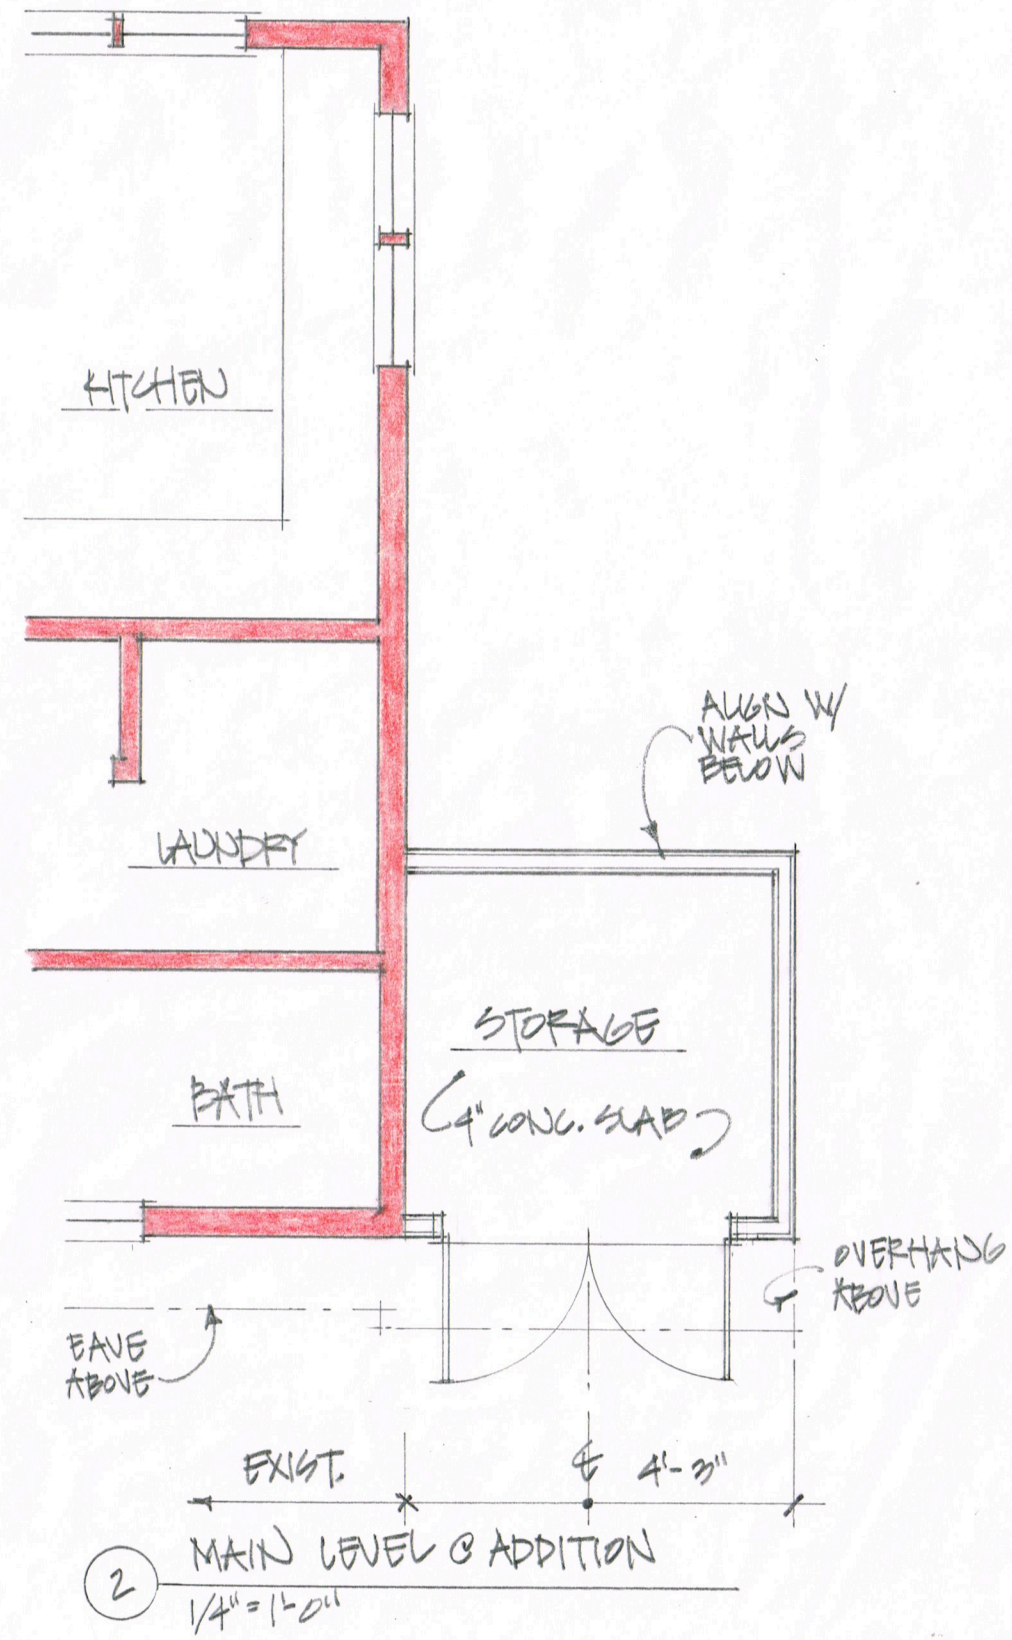 KITCHEN
ALIGN W/
WALLS
BELOW
LAUNDRY
STORAGE
4" CONC. SLAB
BATH
OVERHANG
ABOVE
EAVE
ABOVE
EXIST.
℄ 4'-3"
2
MAIN LEVEL @ ADDITION
1/4" = 1'-0"